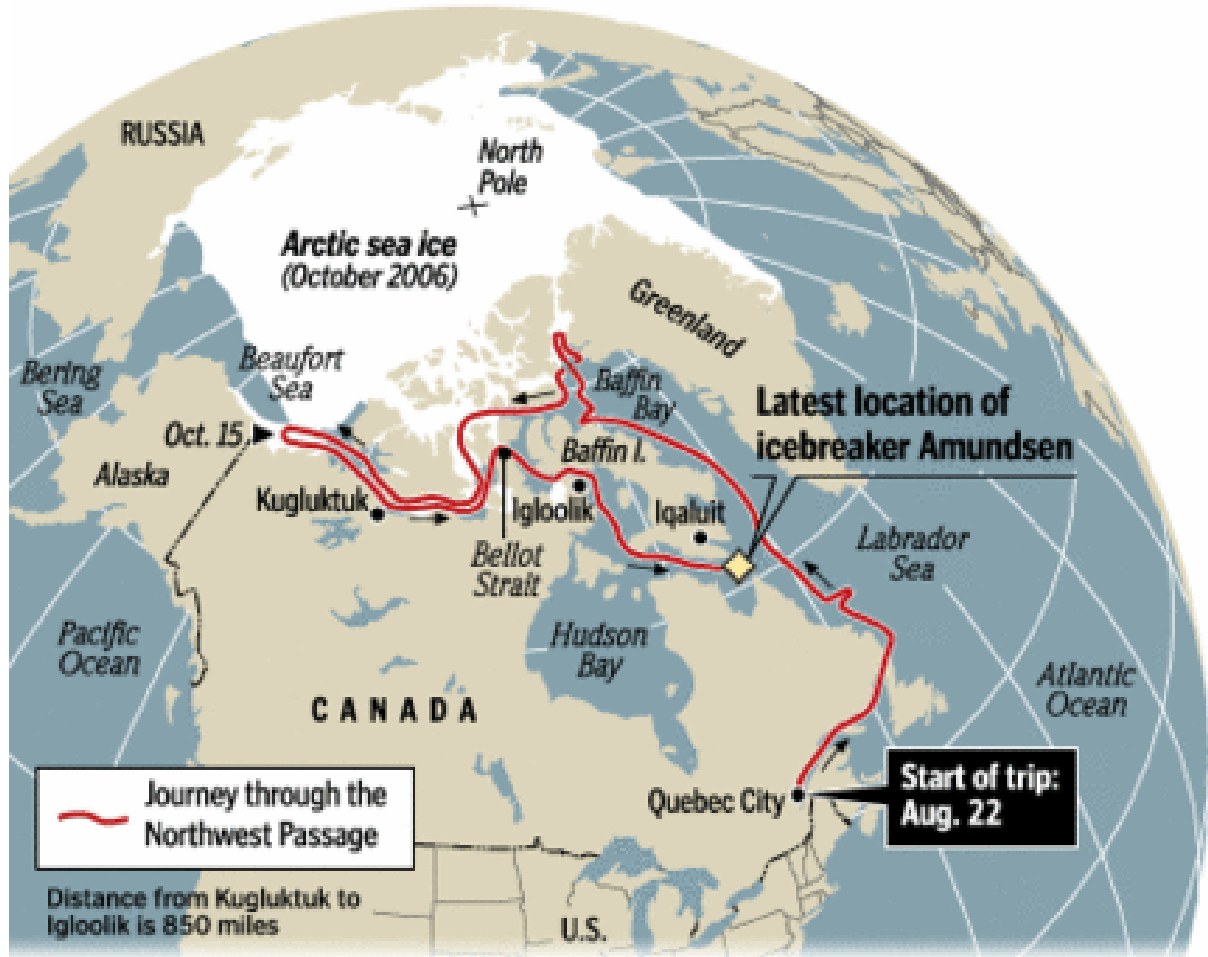 RUSSIA
North
Pole
Arctic sea ice
(October 2006)
Greenland
Bering
Sea
Beaufort
Sea
Baffin
Bay
Latest location of
icebreaker Amundsen
Oct. 15
Alaska
Baffin I.
Kugluktuk
Igloolik
Iqaluit
Bellot
Strait
Labrador
Sea
Pacific
Ocean
Hudson
Bay
Atlantic
Ocean
CANADA
Journey through the
Northwest Passage
Quebec City
Start of trip:
Aug. 22
Distance from Kugluktuk to
Igloolik is 850 miles
U.S.